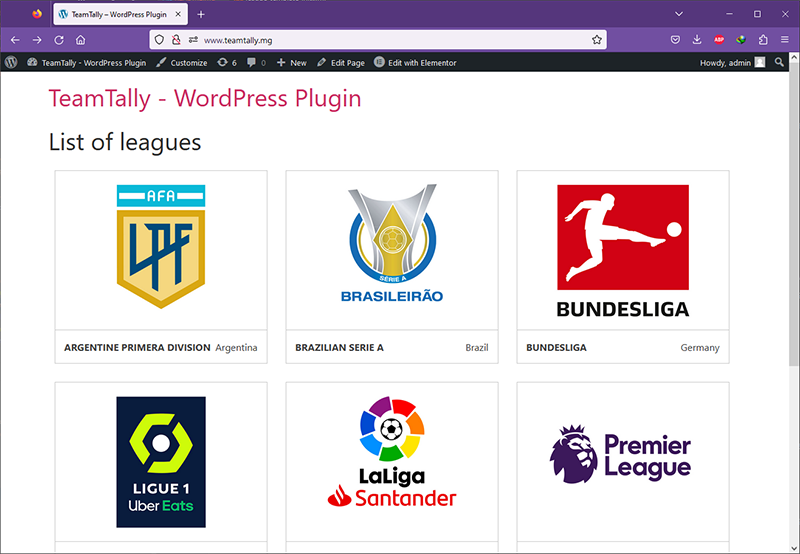 TeamTally – WordPress Plugin
www.teamtally.mg
ABP
TeamTally - WordPress Plugin
Customize
6
0
New
Edit Page
Edit with Elementor
Howdy, admin
TeamTally - WordPress Plugin
List of leagues
AFA
LPF
SÉRIE A
BRASILEIRÃO
BUNDESLIGA
ARGENTINE PRIMERA DIVISION Argentina
BRAZILIAN SERIE A Brazil
BUNDESLIGA Germany
LIGUE 1
Uber Eats
LaLiga
Santander
Premier
League